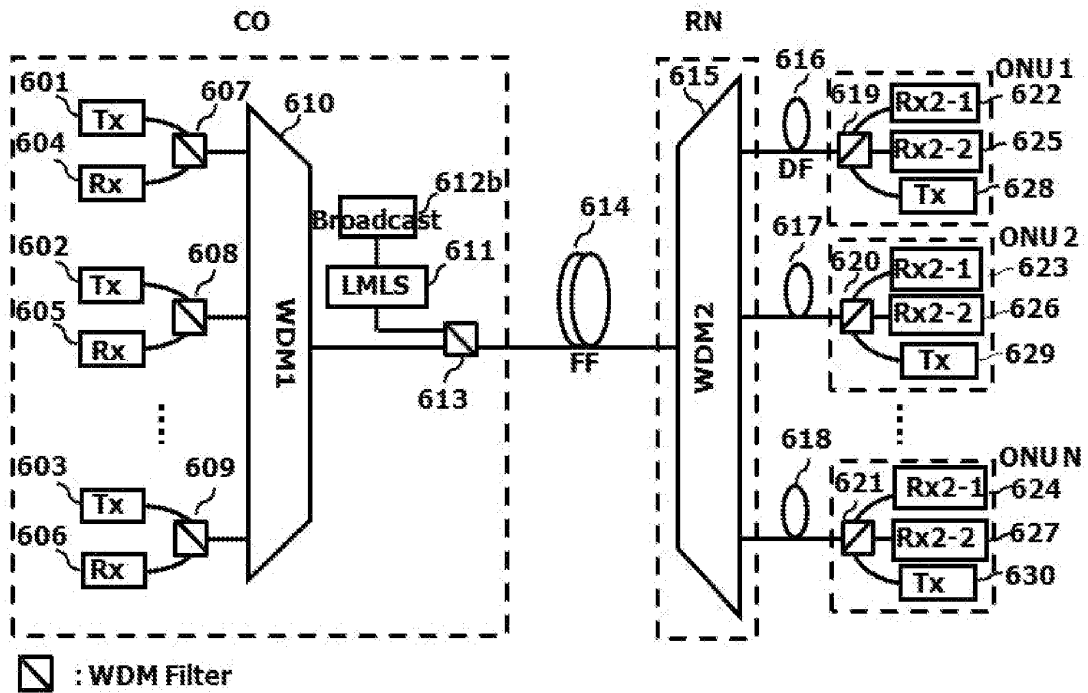 CO
RN
601
Tx
607
604
Rx
610
602
Tx
608
605
Rx
603
Tx
609
606
Rx
WDM1
612b
Broadcast
611
LMLS
613
614
FF
615
WDM2
616
DF
617
618
ONU 1
619
Rx2-1
622
Rx2-2
625
Tx
628
ONU 2
620
Rx2-1
623
Rx2-2
626
Tx
629
ONU N
621
Rx2-1
624
Rx2-2
627
Tx
630
: WDM Filter